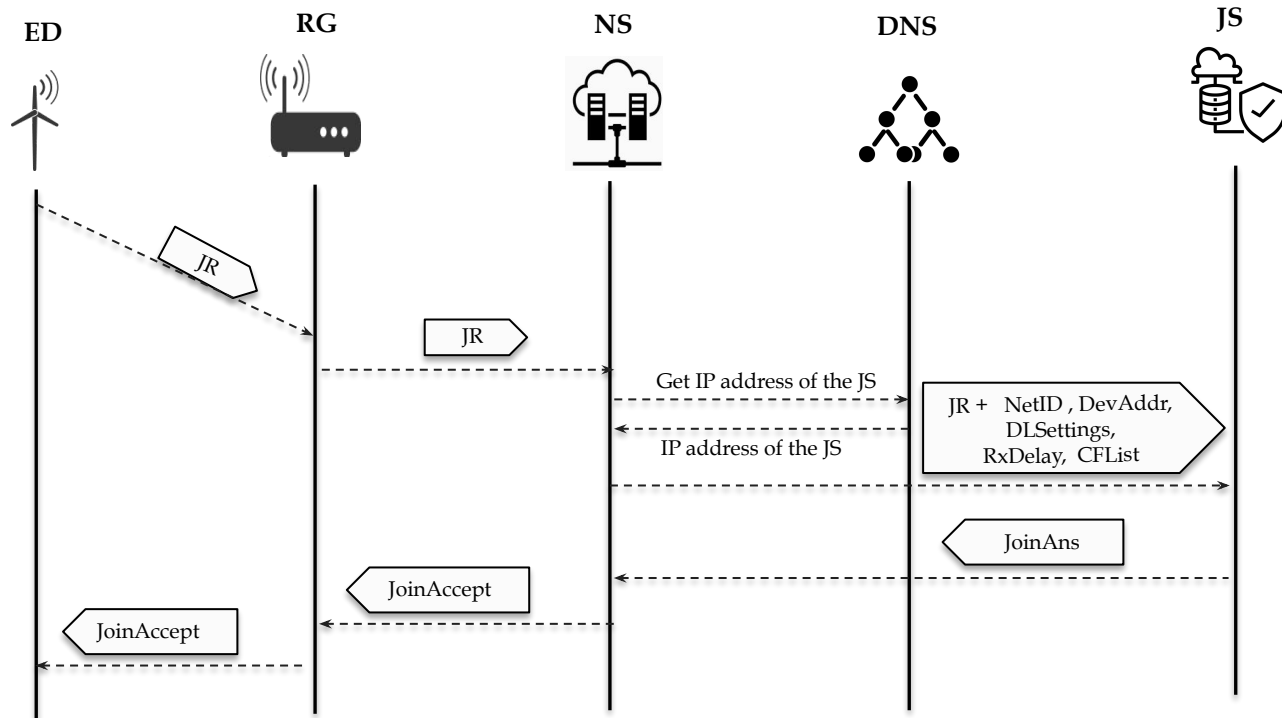 ED
RG
NS
DNS
JS
JR
JR
Get IP address of the JS
JR + NetID , DevAddr,
DLSettings,
RxDelay, CFList
IP address of the JS
JoinAns
JoinAccept
JoinAccept